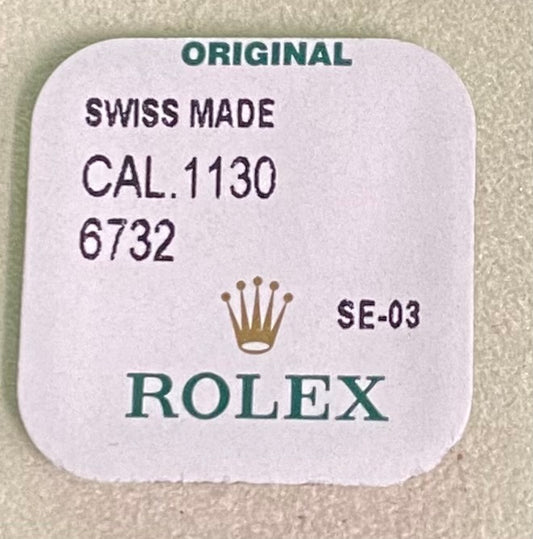 ORIGINAL
SWISS MADE
CAL.1130
6732
SE-03
ROLEX